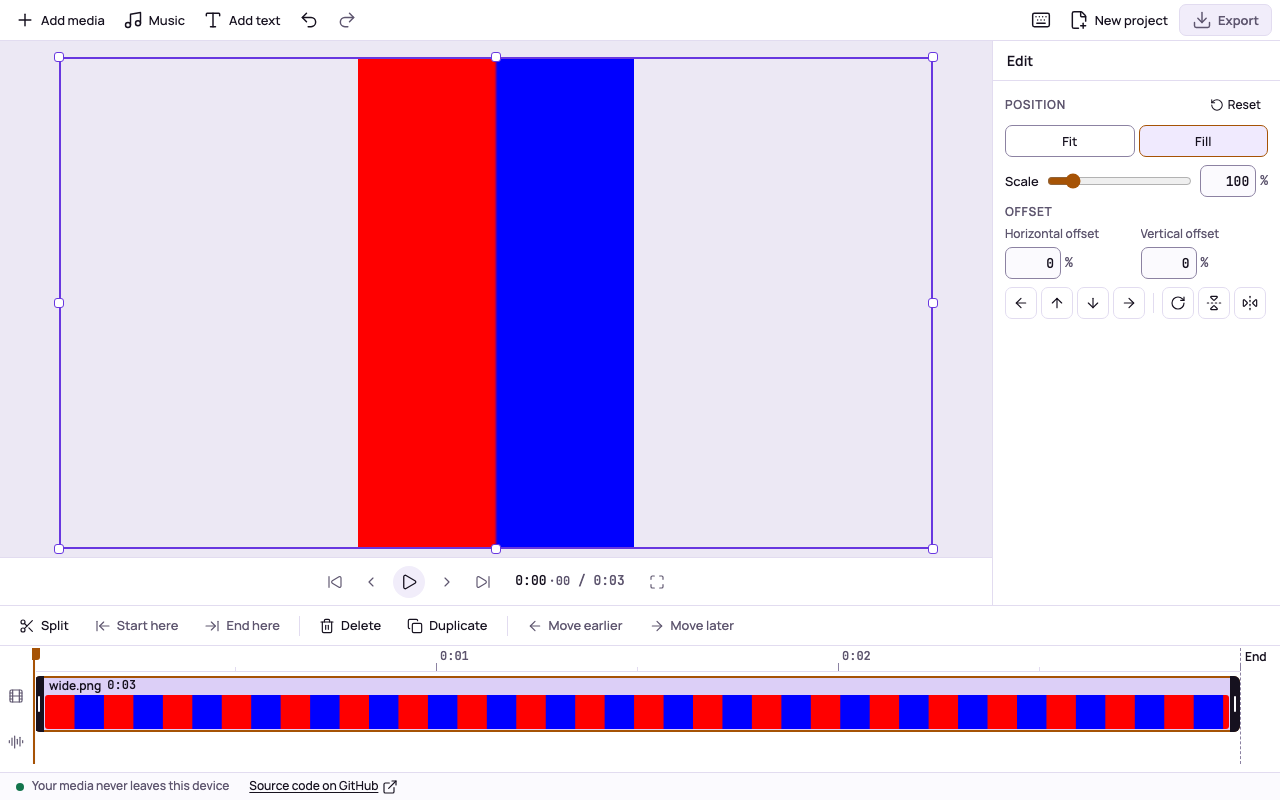 Add media Music Add text New project Export
Edit
POSITION Reset
Fit Fill
Scale 100 %
OFFSET
Horizontal offset Vertical offset
0 % 0 %
0:00·00 / 0:03
Split Start here End here Delete Duplicate Move earlier Move later
0:01 0:02 End
wide.png 0:03
Your media never leaves this device Source code on GitHub